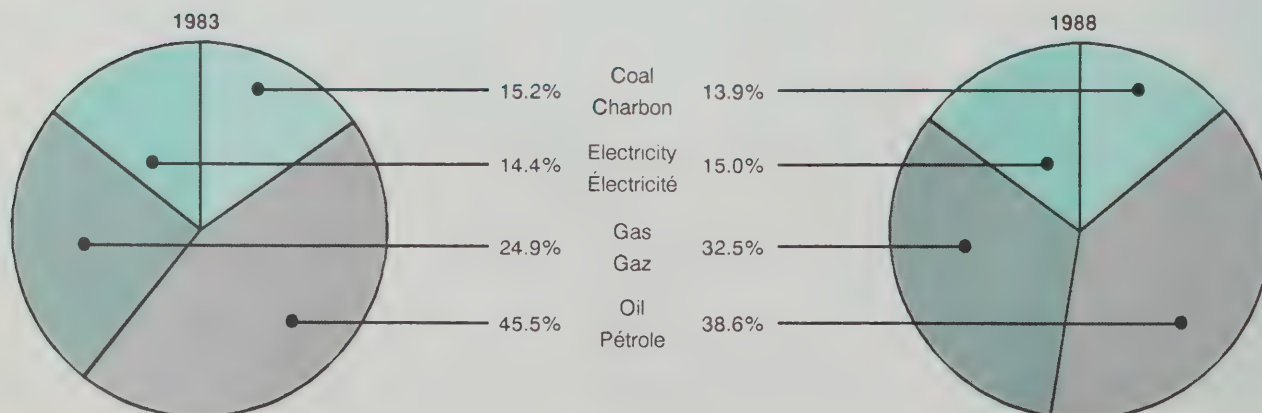 1983
1988
15.2% Coal 13.9%
Charbon
14.4% Electricity 15.0%
Électricité
24.9% Gas 32.5%
Gaz
45.5% Oil 38.6%
Pétrole